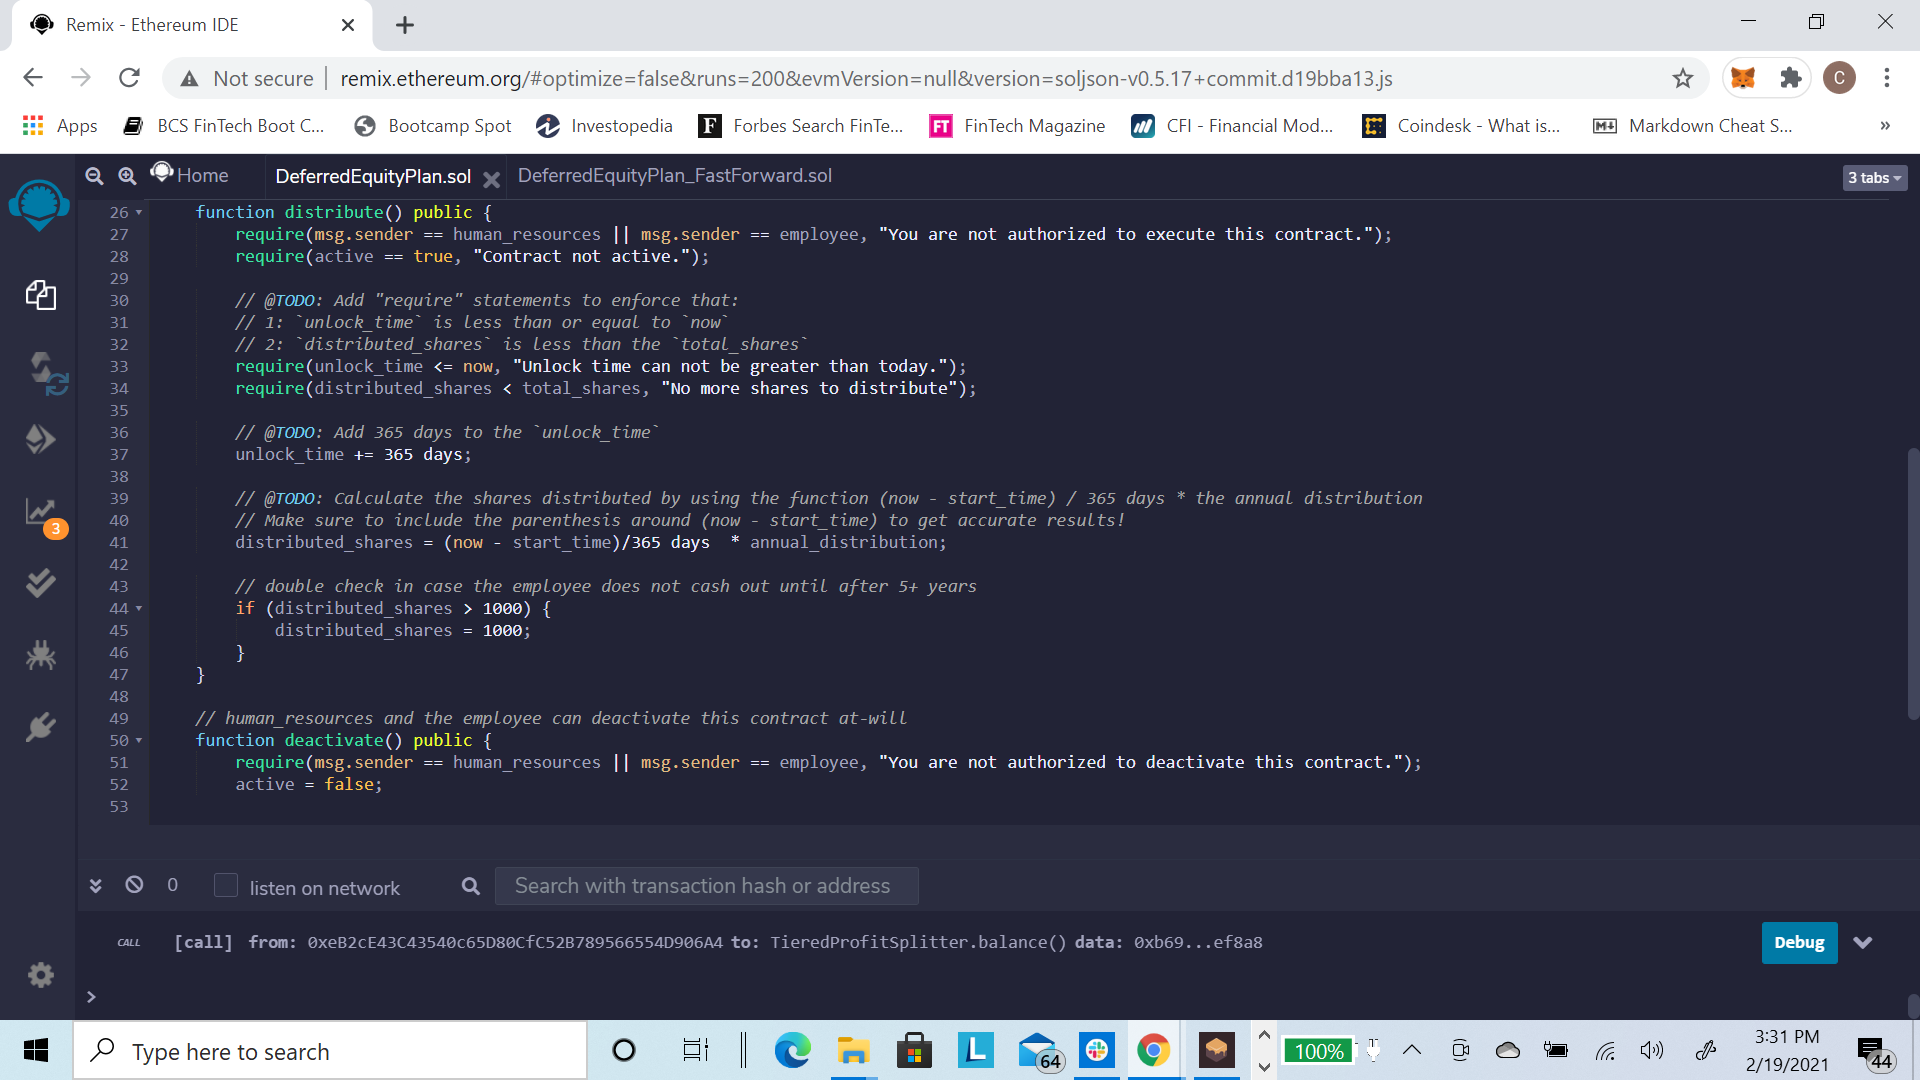 Remix - Ethereum IDE
Not secure | remix.ethereum.org/#optimize=false&runs=200&evmVersion=null&version=soljson-v0.5.17+commit.d19bba13.js
C
Apps BCS FinTech Boot C... Bootcamp Spot Investopedia F Forbes Search FinTe... FT FinTech Magazine CFI - Financial Mod... Coindesk - What is... Markdown Cheat S... »
Home DeferredEquityPlan.sol DeferredEquityPlan_FastForward.sol 3 tabs
26 function distribute() public {
27 require(msg.sender == human_resources || msg.sender == employee, "You are not authorized to execute this contract.");
28 require(active == true, "Contract not active.");
29
30 // @TODO: Add "require" statements to enforce that:
31 // 1: `unlock_time` is less than or equal to `now`
32 // 2: `distributed_shares` is less than the `total_shares`
33 require(unlock_time <= now, "Unlock time can not be greater than today.");
34 require(distributed_shares < total_shares, "No more shares to distribute");
35
36 // @TODO: Add 365 days to the `unlock_time`
37 unlock_time += 365 days;
38
39 // @TODO: Calculate the shares distributed by using the function (now - start_time) / 365 days * the annual distribution
40 // Make sure to include the parenthesis around (now - start_time) to get accurate results!
41 distributed_shares = (now - start_time)/365 days  * annual_distribution;
42
43 // double check in case the employee does not cash out until after 5+ years
44 if (distributed_shares > 1000) {
45 distributed_shares = 1000;
46 }
47 }
48
49 // human_resources and the employee can deactivate this contract at-will
50 function deactivate() public {
51 require(msg.sender == human_resources || msg.sender == employee, "You are not authorized to deactivate this contract.");
52 active = false;
53
3
0 listen on network Search with transaction hash or address
CALL [call] from: 0xeB2cE43C43540c65D80CfC52B789566554D906A4 to: TieredProfitSplitter.balance() data: 0xb69...ef8a8 Debug
>
Type here to search L 64 100% 3:31 PM
2/19/2021 44